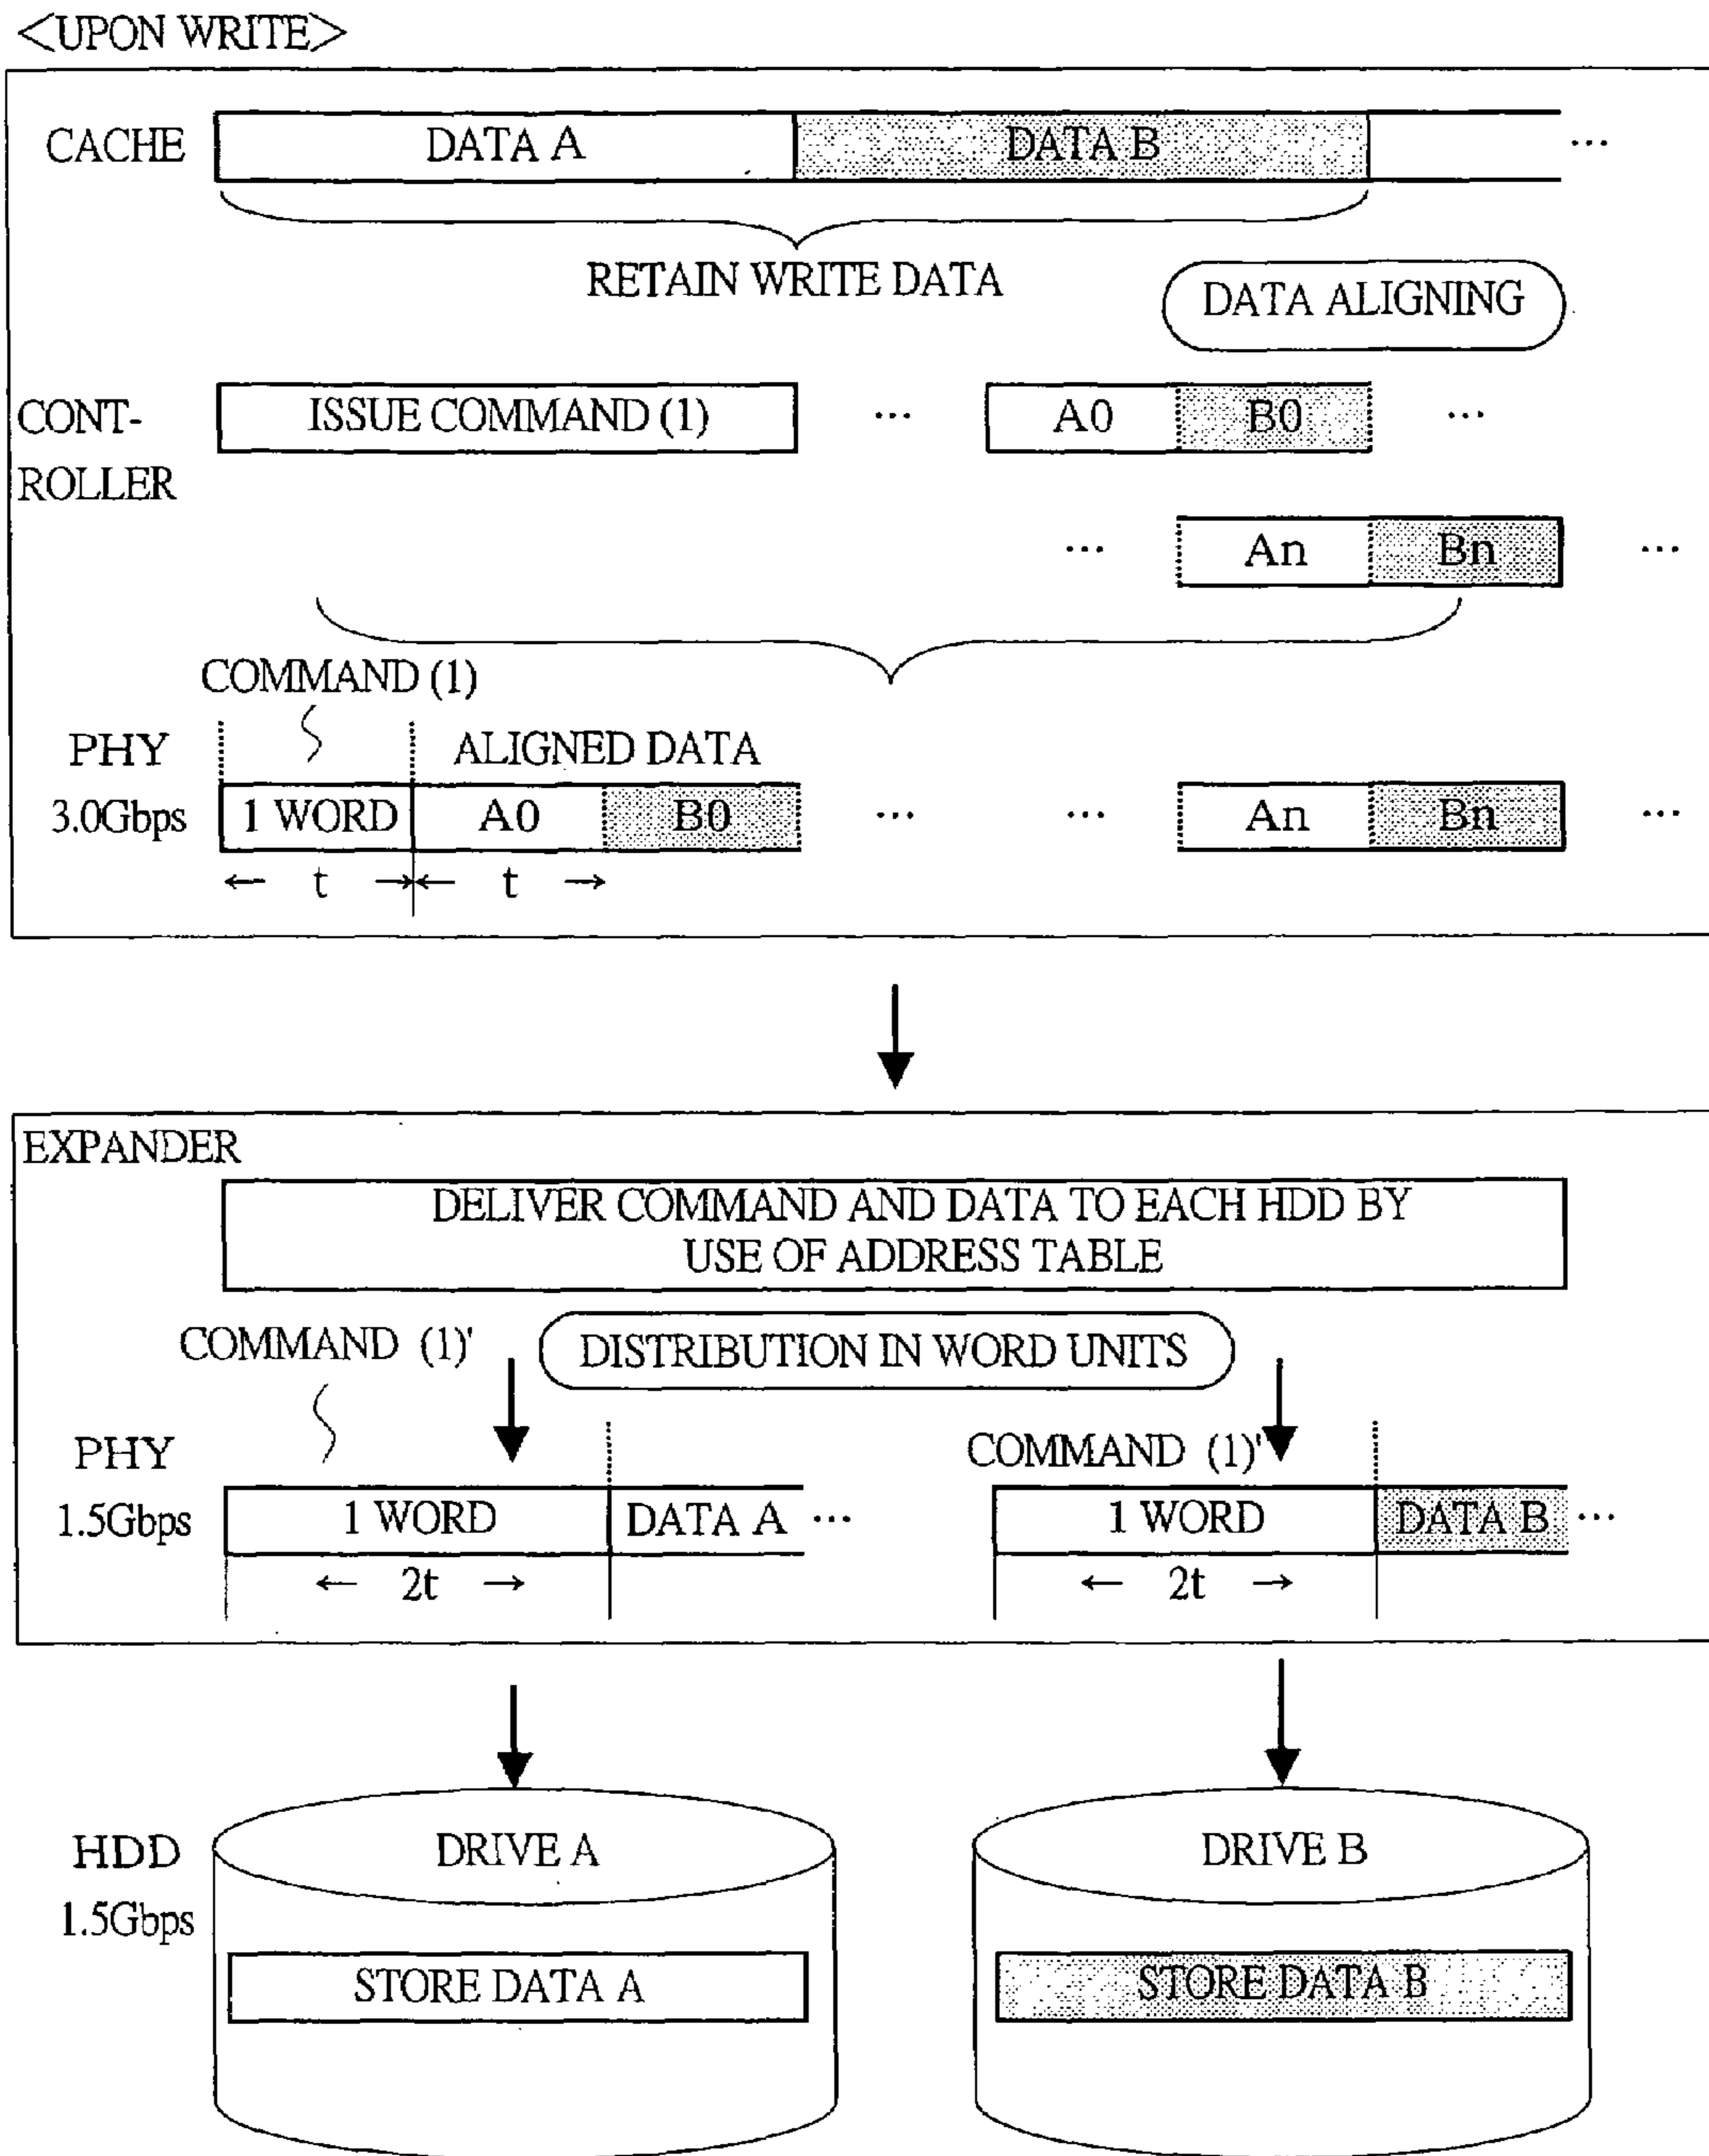 <UPON WRITE>
CACHE DATA A DATA B ...
RETAIN WRITE DATA
DATA ALIGNING
CONT- ISSUE COMMAND (1) ... A0 B0 ...
ROLLER
... An Bn ...
COMMAND (1)
PHY ALIGNED DATA
3.0Gbps 1 WORD A0 B0 ... ... An Bn ...
← t → ← t →
EXPANDER
DELIVER COMMAND AND DATA TO EACH HDD BY
USE OF ADDRESS TABLE
COMMAND (1)' DISTRIBUTION IN WORD UNITS
PHY COMMAND (1)'
1.5Gbps 1 WORD DATA A ... 1 WORD DATA B ...
← 2t → ← 2t →
HDD DRIVE A DRIVE B
1.5Gbps
STORE DATA A STORE DATA B